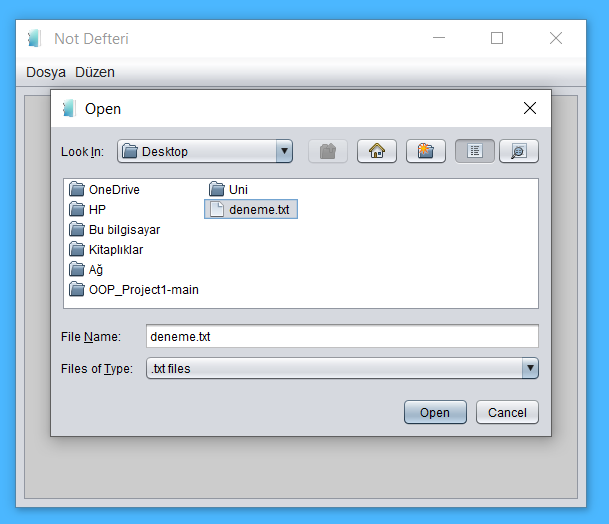 Not Defteri
Dosya Düzen
Open
Look In: Desktop
OneDrive Uni
HP deneme.txt
Bu bilgisayar
Kitaplıklar
Ağ
OOP_Project1-main
File Name: deneme.txt
Files of Type: .txt files
Open Cancel